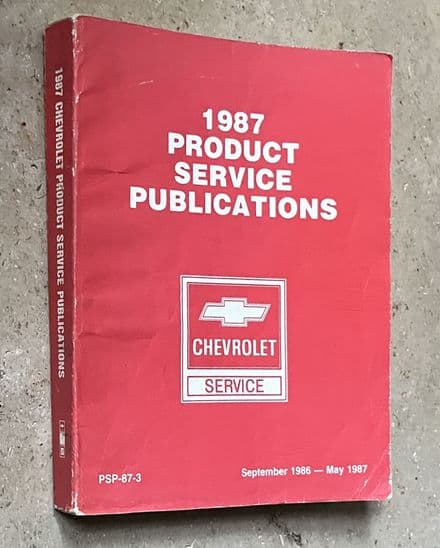 1987 CHEVROLET PRODUCT SERVICE PUBLICATIONS
1987
PRODUCT
SERVICE
PUBLICATIONS
CHEVROLET
SERVICE
PSP-87-3
September 1986 — May 1987